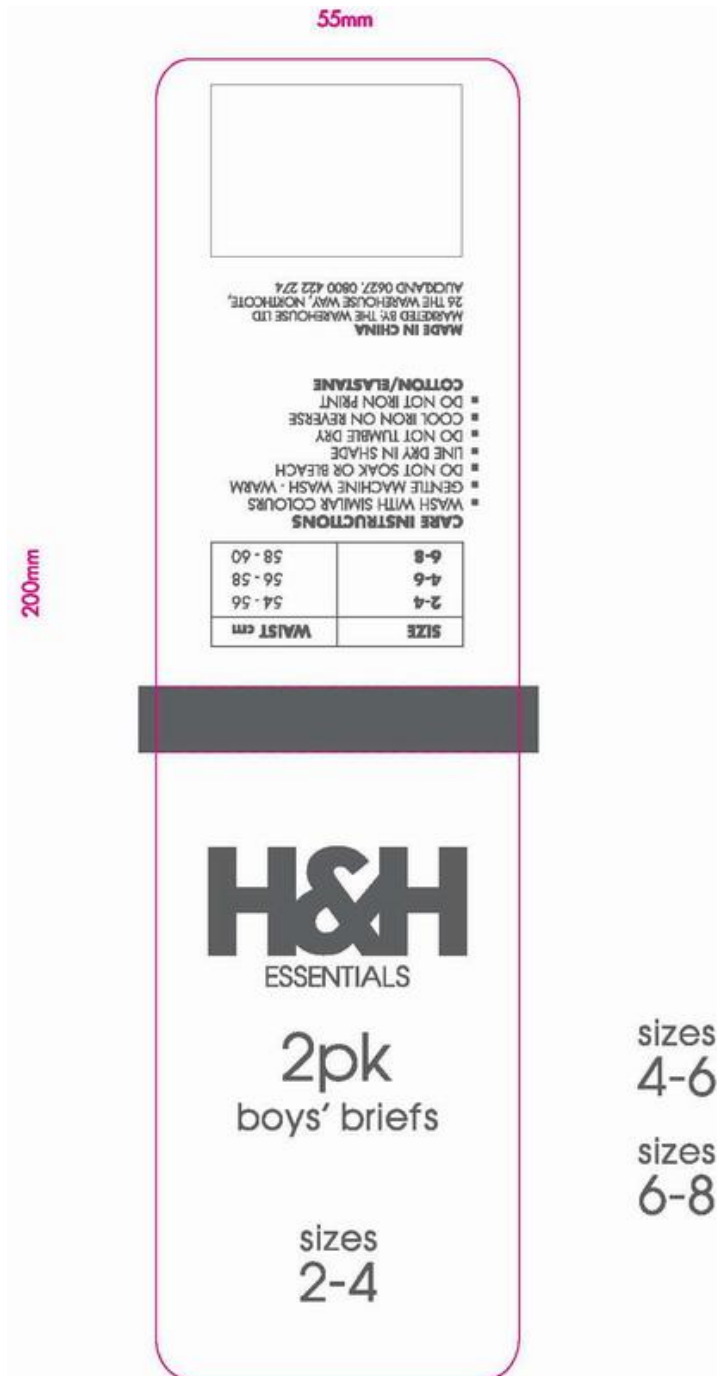 55mm
200mm
H&H
ESSENTIALS
2pk
boys' briefs
sizes
2-4
sizes
4-6
sizes
6-8
SIZE WAIST cm
2-4 54 - 56
4-6 56 - 58
6-8 58 - 60
CARE INSTRUCTIONS
▪ WASH WITH SIMILAR COLOURS
▪ GENTLE MACHINE WASH - WARM
▪ DO NOT SOAK OR BLEACH
▪ LINE DRY IN SHADE
▪ DO NOT TUMBLE DRY
▪ COOL IRON ON REVERSE
▪ DO NOT IRON PRINT
COTTON/ELASTANE
MADE IN CHINA
MARKETED BY: THE WAREHOUSE LTD
26 THE WAREHOUSE WAY, NORTHCOTE,
AUCKLAND 0627. 0800 422 274